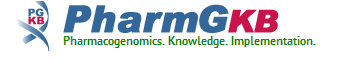 PG
KB
PharmGKB
Pharmacogenomics. Knowledge. Implementation.